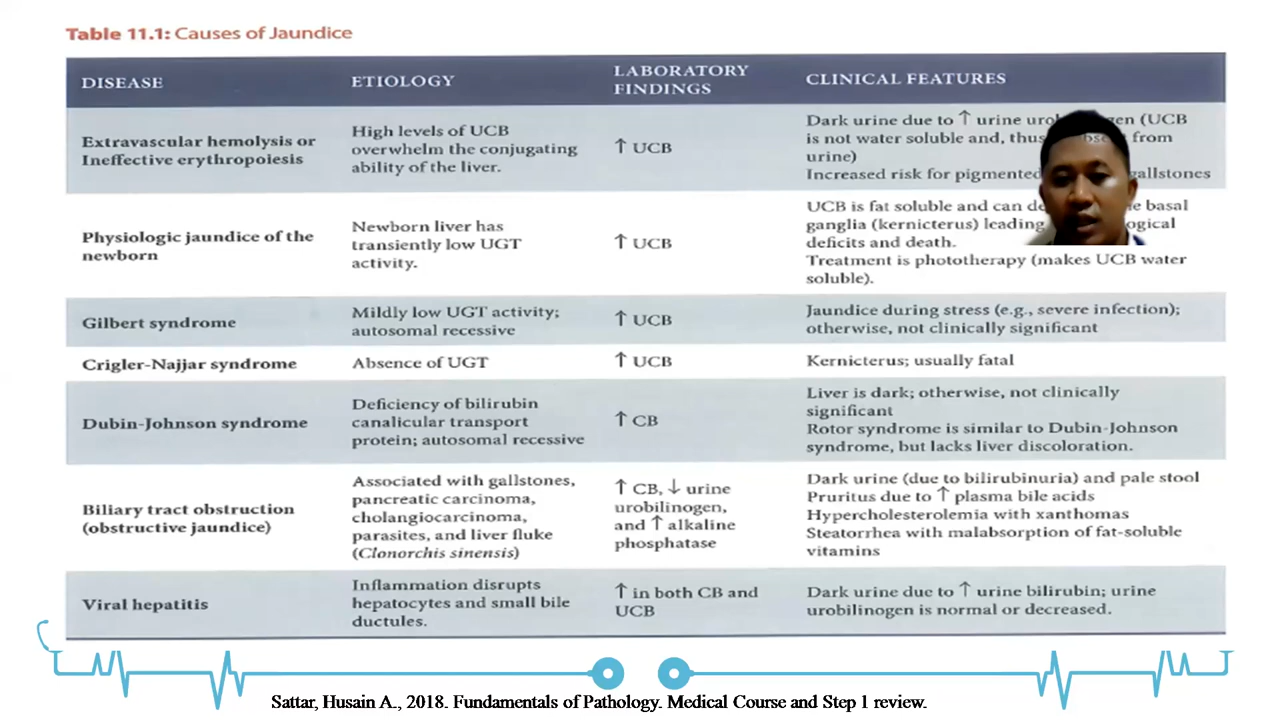 Table 11.1: Causes of Jaundice
DISEASE
ETIOLOGY
LABORATORY
FINDINGS
CLINICAL FEATURES
Extravascular hemolysis or
Ineffective erythropoiesis
High levels of UCB
overwhelm the conjugating
ability of the liver.
↑ UCB
Dark urine due to ↑ urine (UCB
is not water soluble and, thus from
urine)
Increased risk for pigmented gallstones
Physiologic jaundice of the
newborn
Newborn liver has
transiently low UGT
activity.
↑ UCB
UCB is fat soluble and can basal
ganglia (kernicterus) leading
deficits and death.
Treatment is phototherapy (makes UCB water
soluble).
Gilbert syndrome
Mildly low UGT activity;
autosomal recessive
↑ UCB
Jaundice during stress (e.g., severe infection);
otherwise, not clinically significant
Crigler-Najjar syndrome
Absence of UGT
↑ UCB
Kernicterus; usually fatal
Dubin-Johnson syndrome
Deficiency of bilirubin
canalicular transport
protein; autosomal recessive
↑ CB
Liver is dark; otherwise, not clinically
significant
Rotor syndrome is similar to Dubin-Johnson
syndrome, but lacks liver discoloration.
Biliary tract obstruction
(obstructive jaundice)
Associated with gallstones,
pancreatic carcinoma,
cholangiocarcinoma,
parasites, and liver fluke
(Clonorchis sinensis)
↑ CB, ↓ urine
urobilinogen,
and ↑ alkaline
phosphatase
Dark urine (due to bilirubinuria) and pale stool
Pruritus due to ↑ plasma bile acids
Hypercholesterolemia with xanthomas
Steatorrhea with malabsorption of fat-soluble
vitamins
Viral hepatitis
Inflammation disrupts
hepatocytes and small bile
ductules.
↑ in both CB and
UCB
Dark urine due to ↑ urine bilirubin; urine
urobilinogen is normal or decreased.
Sattar, Husain A., 2018. Fundamentals of Pathology. Medical Course and Step 1 review.